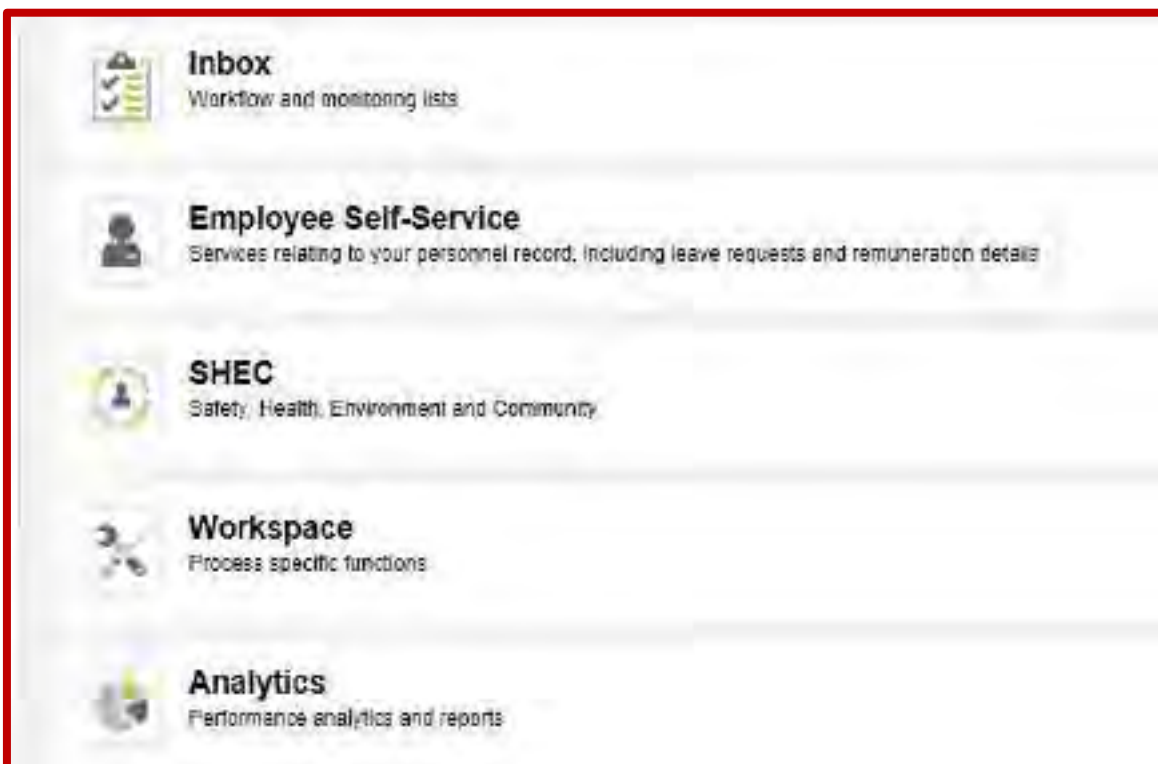 Inbox
Workflow and monitoring lists
Employee Self-Service
Services relating to your personnel record, including leave requests and remuneration details
SHEC
Safety, Health, Environment and Community
Workspace
Process specific functions
Analytics
Performance analytics and reports